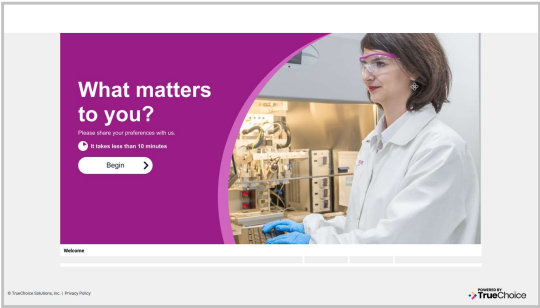 What matters
to you?
Please share your preferences with us.
It takes less than 10 minutes
Begin
Welcome
© TrueChoice Solutions, Inc. | Privacy Policy
POWERED BY
TrueChoice